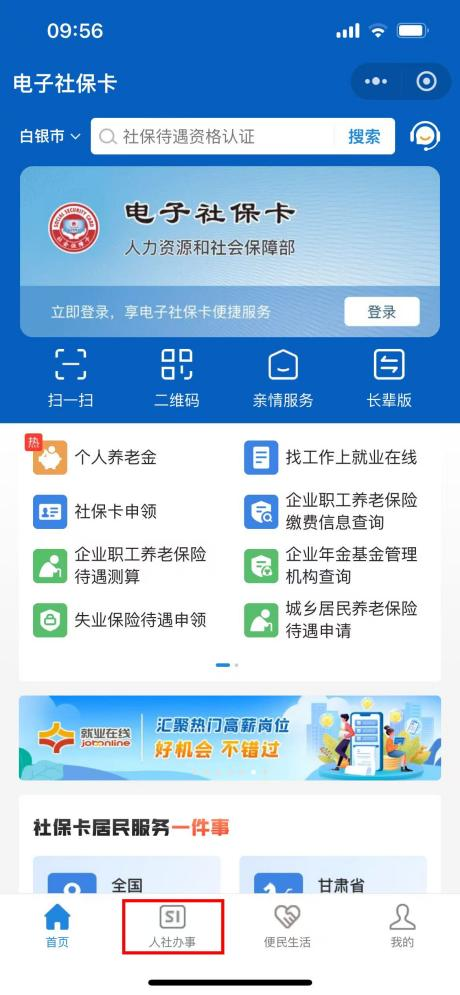 09:56
电子社保卡
白银市
社保待遇资格认证
搜索
电子社保卡
人力资源和社会保障部
立即登录，享电子社保卡便捷服务
登录
扫一扫
二维码
亲情服务
长辈版
热
个人养老金
找工作上就业在线
社保卡申领
企业职工养老保险
缴费信息查询
企业职工养老保险
待遇测算
企业年金基金管理
机构查询
失业保险待遇申领
城乡居民养老保险
待遇申请
就业在线
jobonline
汇聚热门高薪岗位
好机会 不错过
社保卡居民服务一件事
全国
甘肃省
首页
SI
人社办事
便民生活
我的